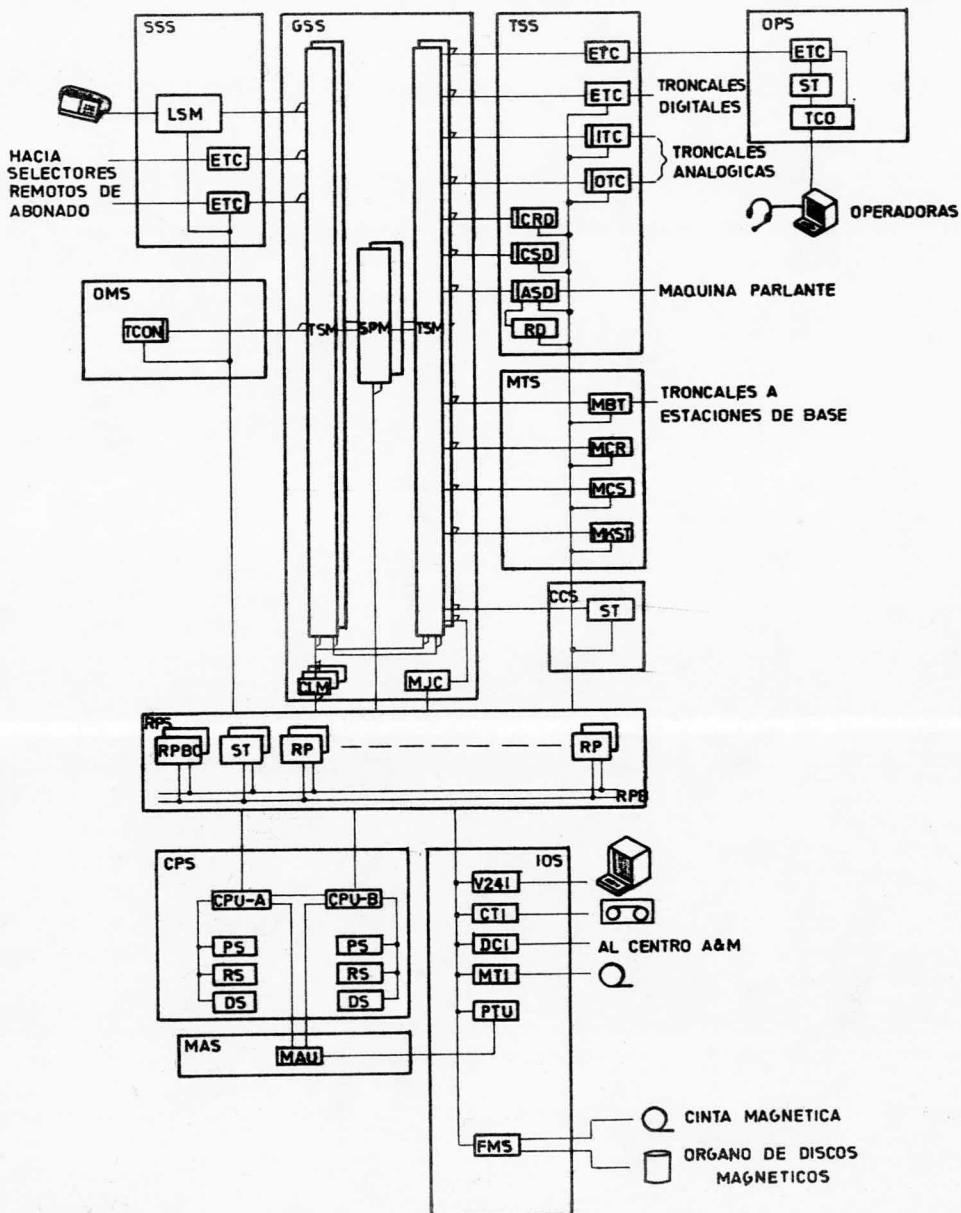 SSS
LSM
HACIA
SELECTORES
REMOTOS DE
ABONADO
ETC
ETC
OMS
TCON
GSS
TSM
SPM
TSM
CLM
MJC
TSS
ETC
ETC
TRONCALES
DIGITALES
ITC
OTC
TRONCALES
ANALOGICAS
CRD
CSD
ASD
MAQUINA PARLANTE
RD
OPS
ETC
ST
TCO
OPERADORAS
MTS
MBT
TRONCALES A
ESTACIONES DE BASE
MCR
MCS
MKST
CCS
ST
RPS
RPBC
ST
RP
RP
RPB
CPS
CPU-A
CPU-B
PS
PS
RS
RS
DS
DS
MAS
MAU
IOS
V24I
CTI
DCI
AL CENTRO A&M
MTI
PTU
FMS
CINTA MAGNETICA
ORGANO DE DISCOS
MAGNETICOS